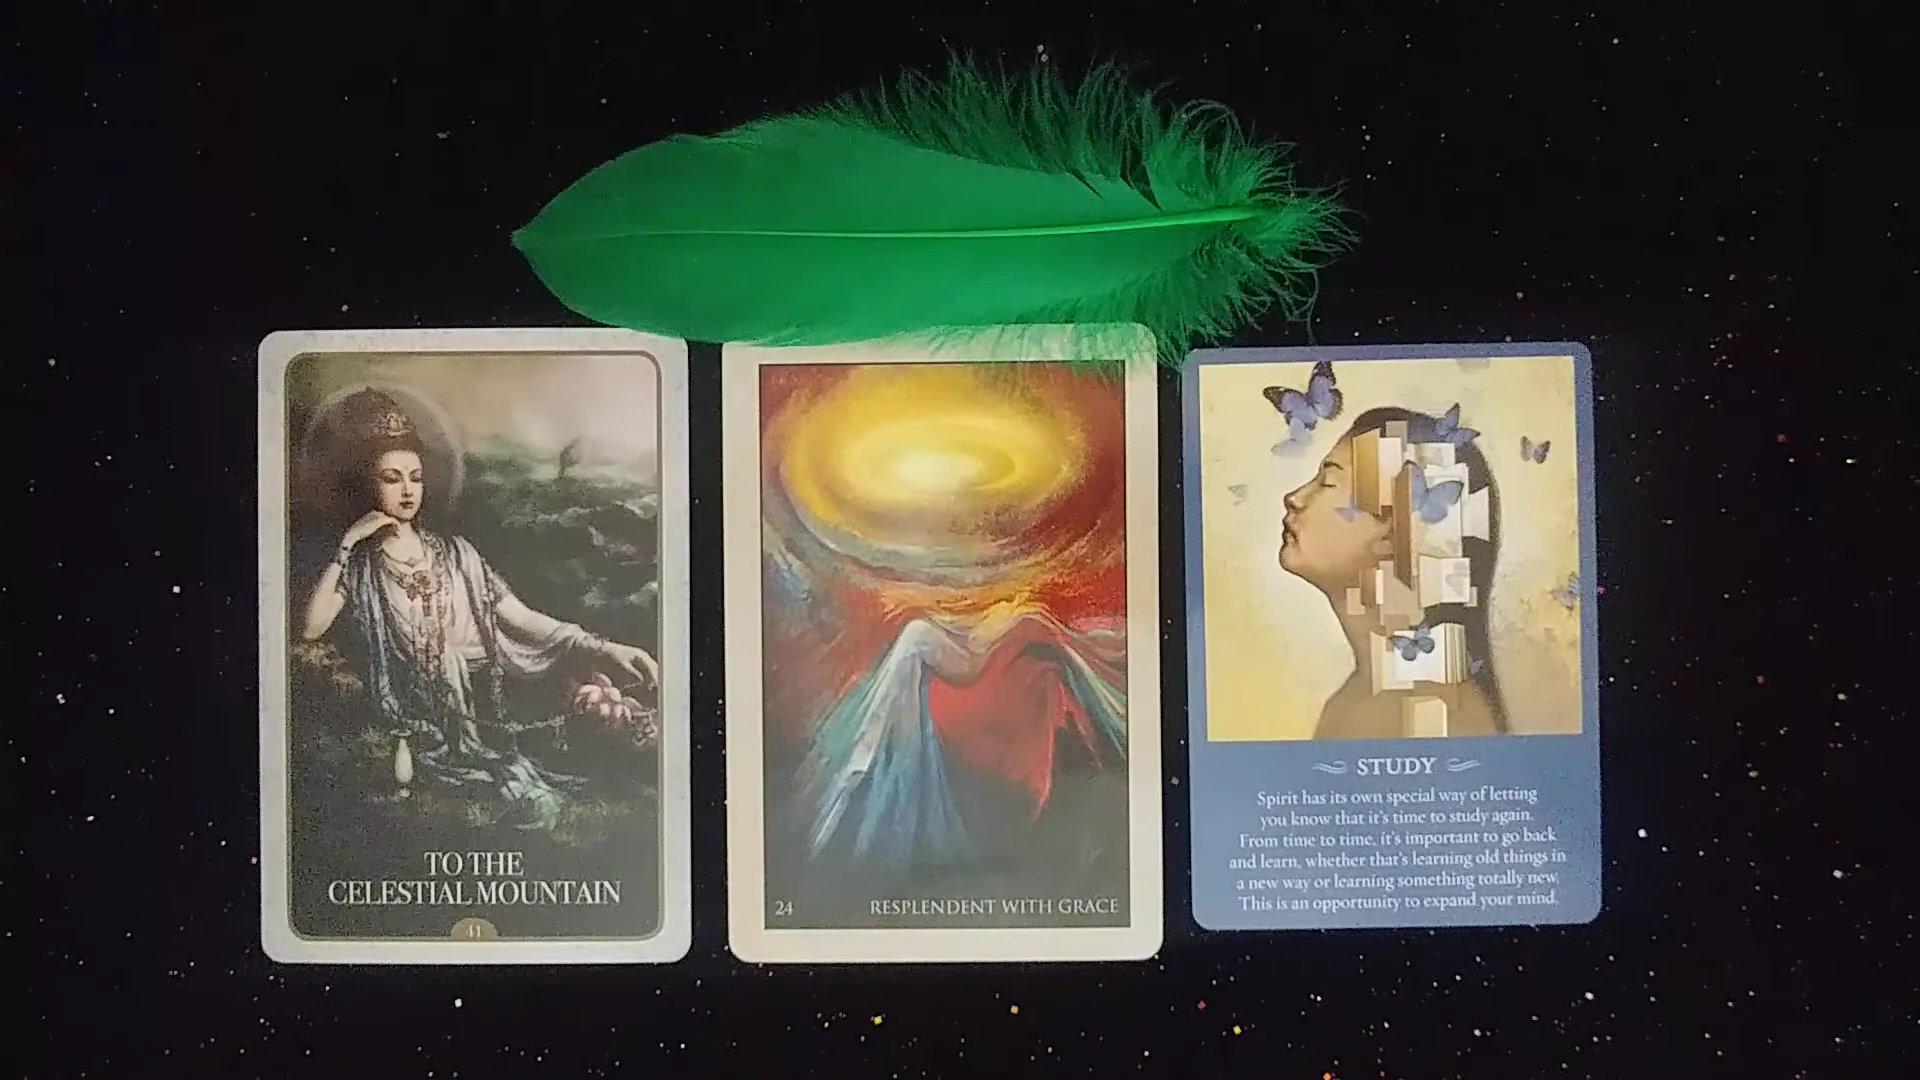 TO THE
CELESTIAL MOUNTAIN
41
24
RESPLENDENT WITH GRACE
STUDY
Spirit has its own special way of letting
you know that it's time to study again.
From time to time, it's important to go back
and learn, whether that's learning old things in
a new way or learning something totally new.
This is an opportunity to expand your mind.